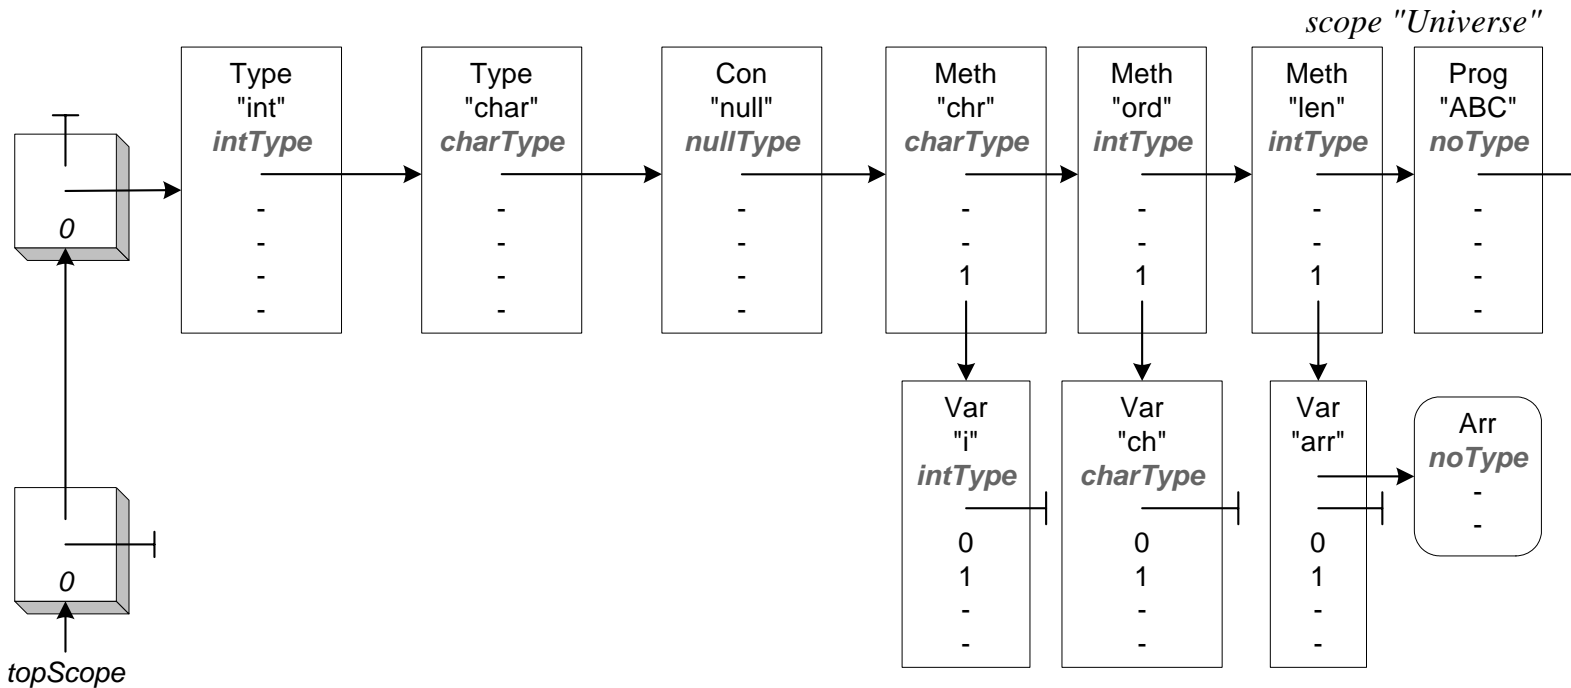 scope "Universe"
Type
"int"
intType
-
-
-
-
Type
"char"
charType
-
-
-
-
Con
"null"
nullType
-
-
-
-
Meth
"chr"
charType
-
-
1
Meth
"ord"
intType
-
-
1
Meth
"len"
intType
-
-
1
Prog
"ABC"
noType
-
-
-
-
0
Var
"i"
intType
0
1
-
-
Var
"ch"
charType
0
1
-
-
Var
"arr"
0
1
-
-
Arr
noType
-
-
0
topScope